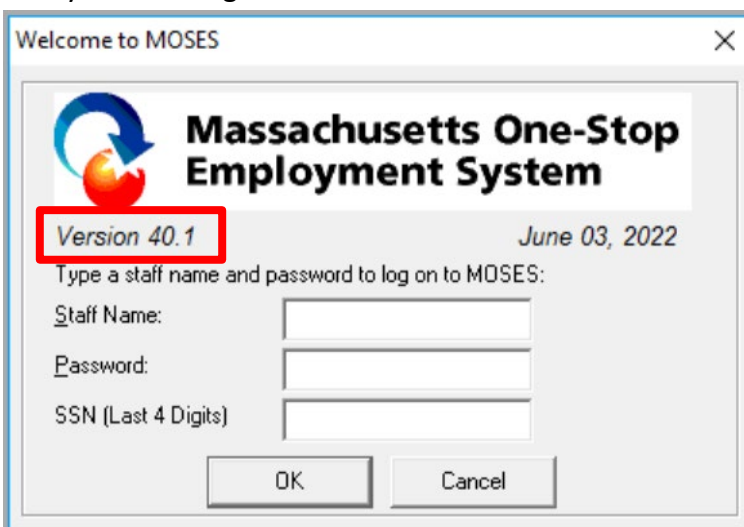 Welcome to MOSES
Massachusetts One-Stop
Employment System
Version 40.1 June 03, 2022
Type a staff name and password to log on to MOSES:
Staff Name:
Password:
SSN (Last 4 Digits)
OK Cancel